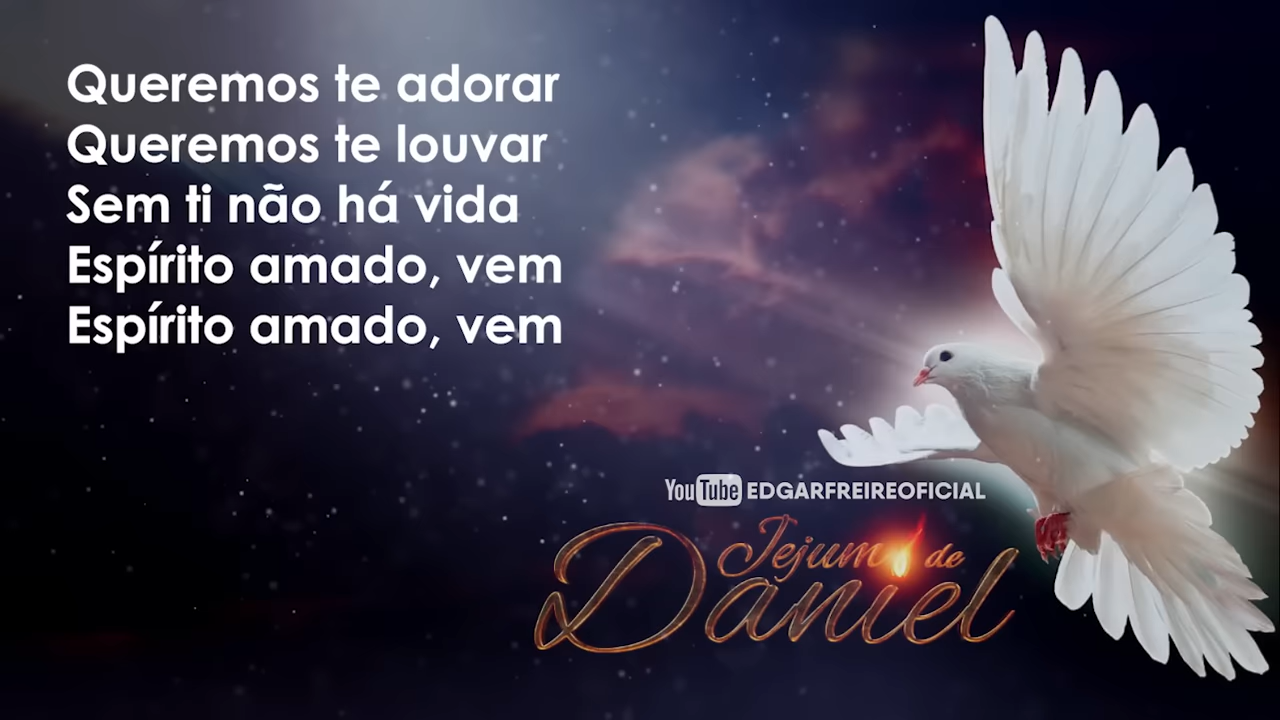 Queremos te adorar
Queremos te louvar
Sem ti não há vida
Espírito amado, vem
Espírito amado, vem
YouTube EDGARFREIREOFICIAL
Jejum de
Daniel